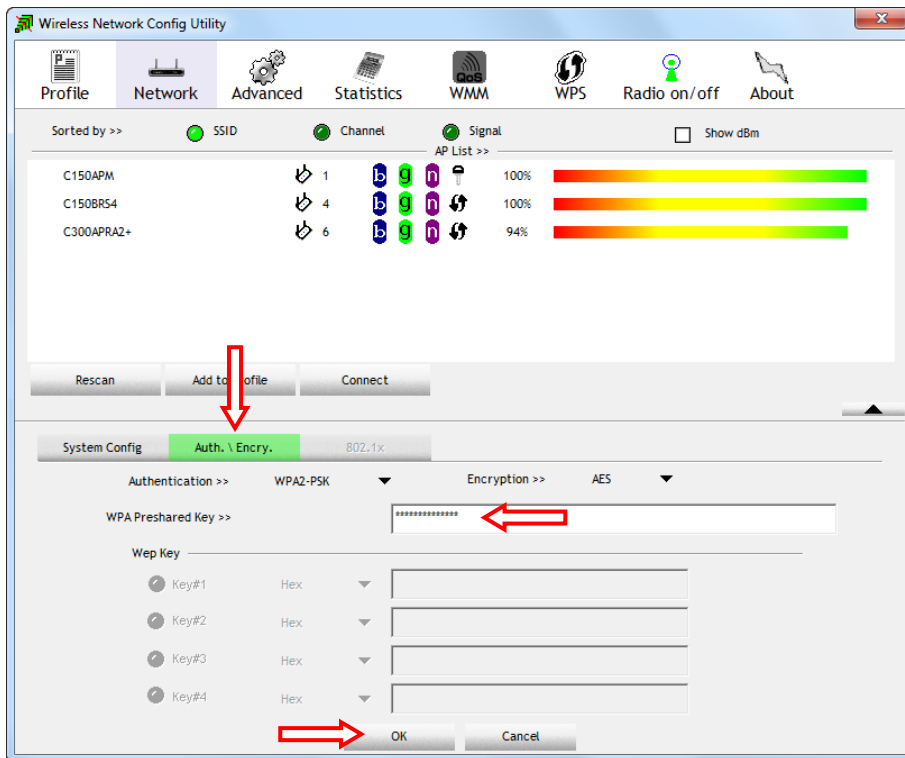 Wireless Network Config Utility
Profile Network Advanced Statistics WMM WPS Radio on/off About
P
QoS
Sorted by >> SSID Channel Signal Show dBm
AP List >>
C150APM 1 b g n 100%
C150BRS4 4 b g n 100%
C300APRA2+ 6 b g n 94%
Rescan Add to Profile Connect
System Config Auth. \ Encry. 802.1x
Authentication >> WPA2-PSK Encryption >> AES
WPA Preshared Key >> **************
Wep Key
Key#1 Hex
Key#2 Hex
Key#3 Hex
Key#4 Hex
OK Cancel